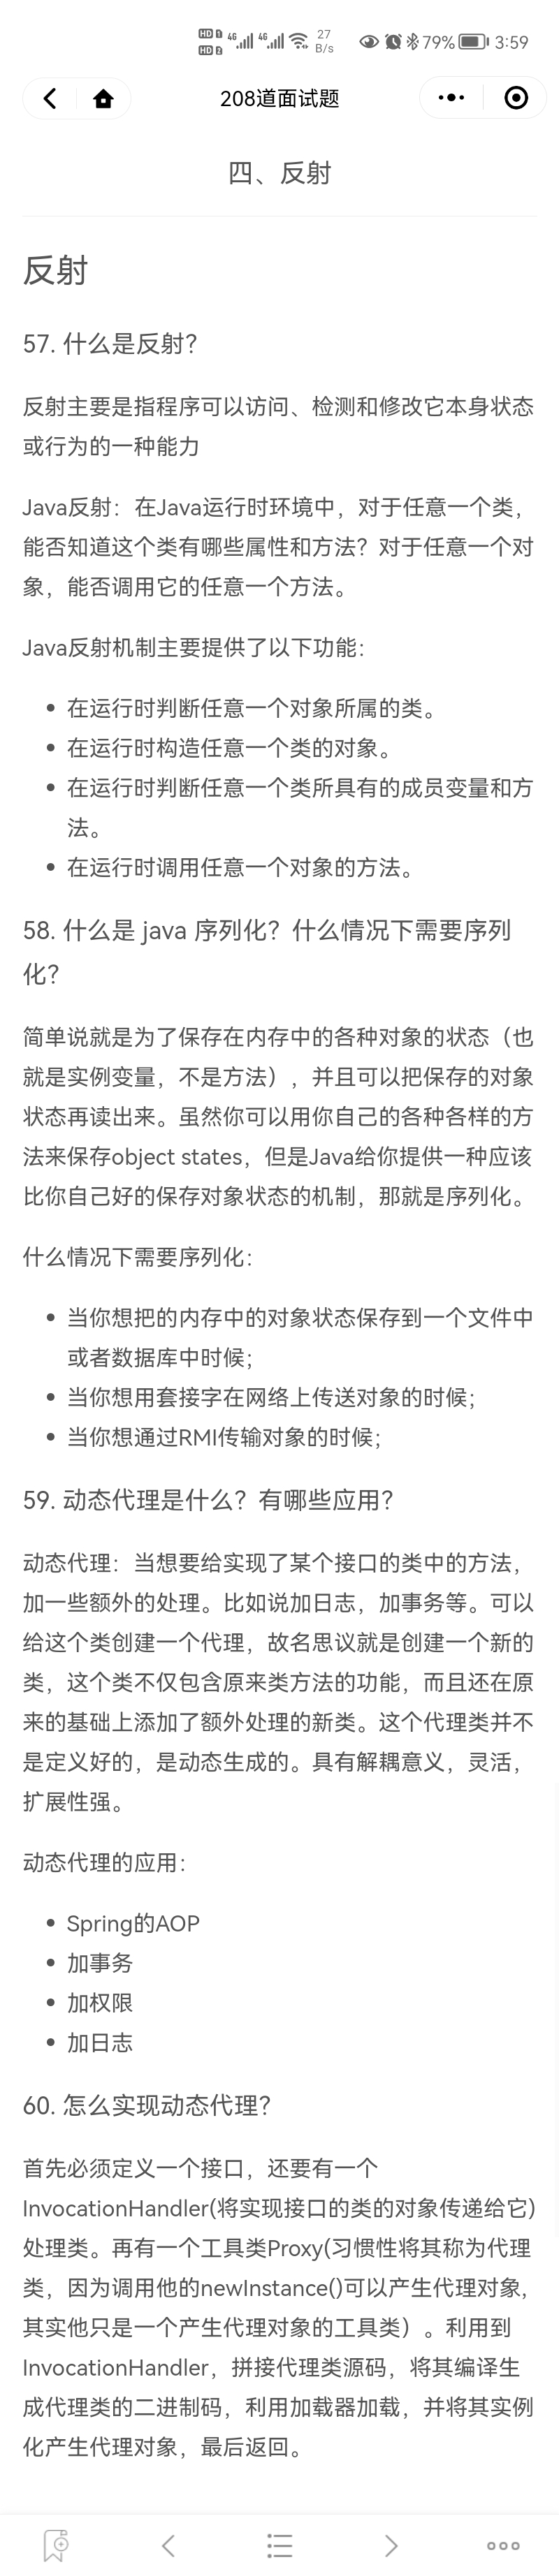 27
B/s
79%
3:59
208道面试题
四、反射
反射
57. 什么是反射？
反射主要是指程序可以访问、检测和修改它本身状态
或行为的一种能力
Java反射：在Java运行时环境中，对于任意一个类，
能否知道这个类有哪些属性和方法？对于任意一个对
象，能否调用它的任意一个方法。
Java反射机制主要提供了以下功能：
• 在运行时判断任意一个对象所属的类。
• 在运行时构造任意一个类的对象。
• 在运行时判断任意一个类所具有的成员变量和方
法。
• 在运行时调用任意一个对象的方法。
58. 什么是 java 序列化？什么情况下需要序列
化？
简单说就是为了保存在内存中的各种对象的状态（也
就是实例变量，不是方法），并且可以把保存的对象
状态再读出来。虽然你可以用你自己的各种各样的方
法来保存object states，但是Java给你提供一种应该
比你自己好的保存对象状态的机制，那就是序列化。
什么情况下需要序列化：
• 当你想把的内存中的对象状态保存到一个文件中
或者数据库中时候；
• 当你想用套接字在网络上传送对象的时候；
• 当你想通过RMI传输对象的时候；
59. 动态代理是什么？有哪些应用？
动态代理：当想要给实现了某个接口的类中的方法，
加一些额外的处理。比如说加日志，加事务等。可以
给这个类创建一个代理，故名思议就是创建一个新的
类，这个类不仅包含原来类方法的功能，而且还在原
来的基础上添加了额外处理的新类。这个代理类并不
是定义好的，是动态生成的。具有解耦意义，灵活，
扩展性强。
动态代理的应用：
• Spring的AOP
• 加事务
• 加权限
• 加日志
60. 怎么实现动态代理？
首先必须定义一个接口，还要有一个
InvocationHandler(将实现接口的类的对象传递给它)
处理类。再有一个工具类Proxy(习惯性将其称为代理
类，因为调用他的newInstance()可以产生代理对象,
其实他只是一个产生代理对象的工具类）。利用到
InvocationHandler，拼接代理类源码，将其编译生
成代理类的二进制码，利用加载器加载，并将其实例
化产生代理对象，最后返回。